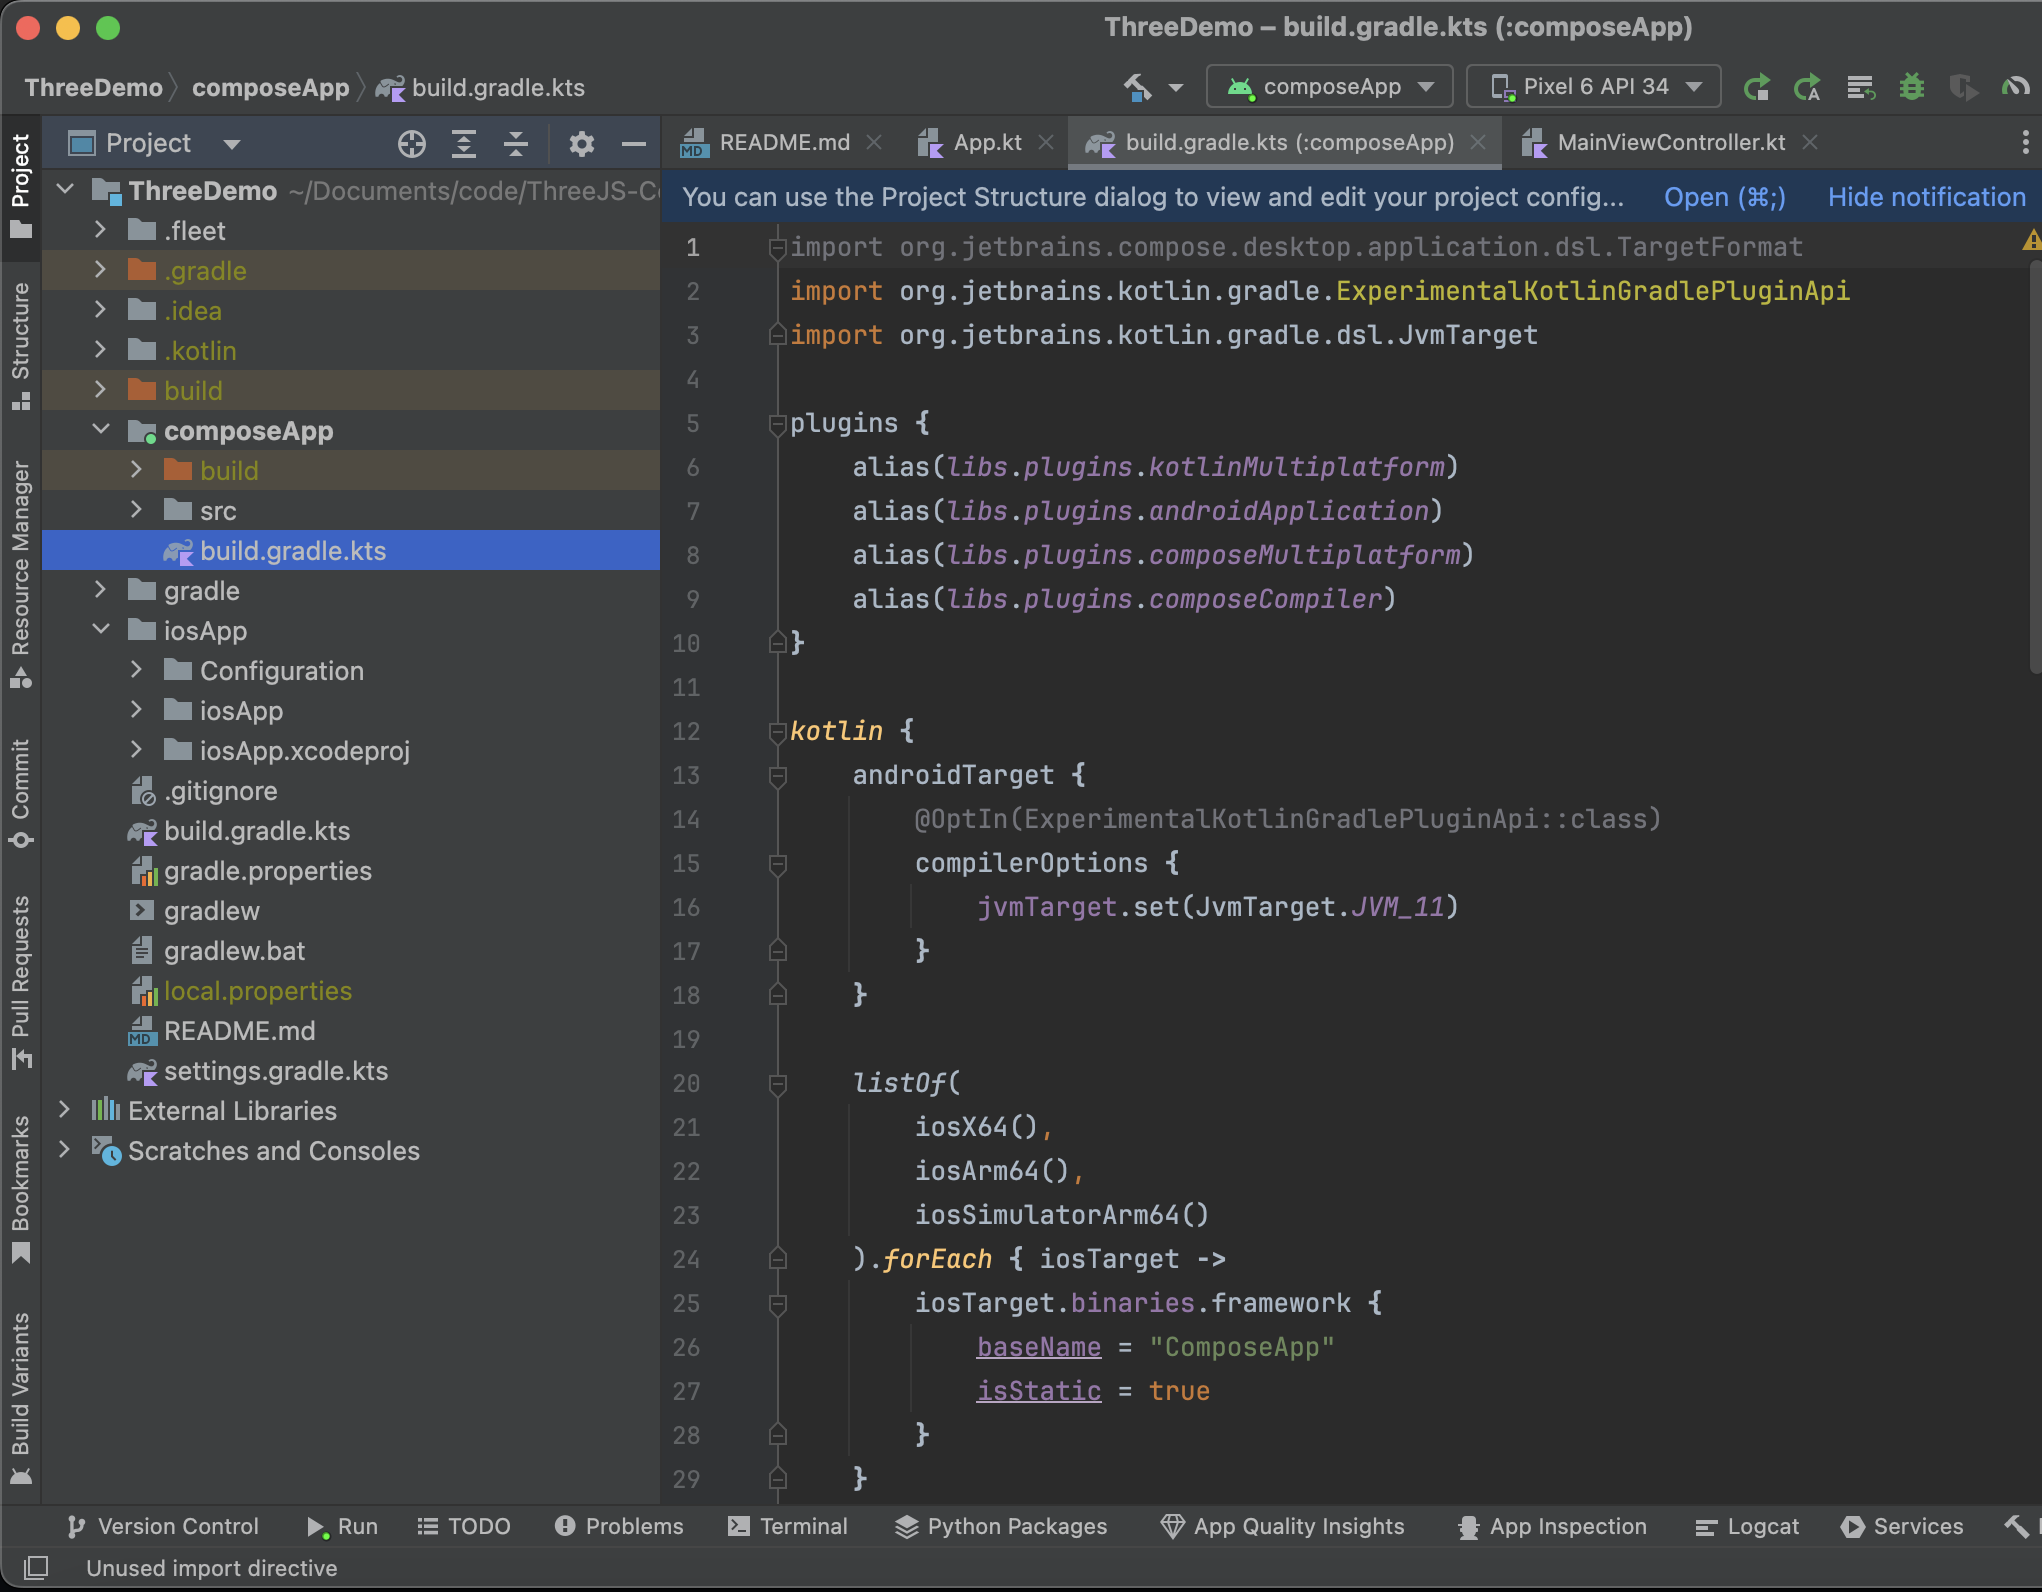 ThreeDemo – build.gradle.kts (:composeApp)
ThreeDemo composeApp build.gradle.kts
composeApp
Pixel 6 API 34
Project
Structure
Resource Manager
Commit
Pull Requests
Bookmarks
Build Variants
Project
ThreeDemo ~/Documents/code/ThreeJS-C
.fleet
.gradle
.idea
.kotlin
build
composeApp
build
src
build.gradle.kts
gradle
iosApp
Configuration
iosApp
iosApp.xcodeproj
.gitignore
build.gradle.kts
gradle.properties
gradlew
gradlew.bat
local.properties
README.md
settings.gradle.kts
External Libraries
Scratches and Consoles
README.md
App.kt
build.gradle.kts (:composeApp)
MainViewController.kt
You can use the Project Structure dialog to view and edit your project config... Open (⌘;) Hide notification
1 import org.jetbrains.compose.desktop.application.dsl.TargetFormat
2 import org.jetbrains.kotlin.gradle.ExperimentalKotlinGradlePluginApi
3 import org.jetbrains.kotlin.gradle.dsl.JvmTarget
4
5 plugins {
6 alias(libs.plugins.kotlinMultiplatform)
7 alias(libs.plugins.androidApplication)
8 alias(libs.plugins.composeMultiplatform)
9 alias(libs.plugins.composeCompiler)
10 }
11
12 kotlin {
13 androidTarget {
14 @OptIn(ExperimentalKotlinGradlePluginApi::class)
15 compilerOptions {
16 jvmTarget.set(JvmTarget.JVM_11)
17 }
18 }
19
20 listOf(
21 iosX64(),
22 iosArm64(),
23 iosSimulatorArm64()
24 ).forEach { iosTarget ->
25 iosTarget.binaries.framework {
26 baseName = "ComposeApp"
27 isStatic = true
28 }
29 }
Version Control
Run
TODO
Problems
Terminal
Python Packages
App Quality Insights
App Inspection
Logcat
Services
Unused import directive